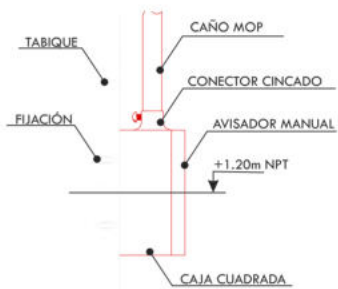 CAÑO MOP
TABIQUE
CONECTOR CINCADO
FIJACIÓN
AVISADOR MANUAL
+1.20m NPT
CAJA CUADRADA